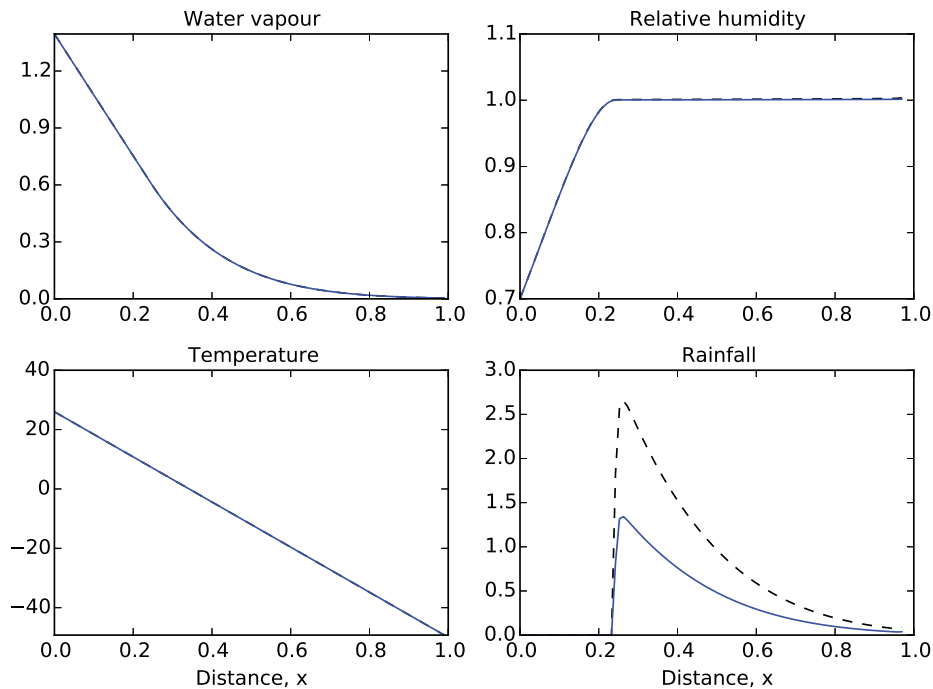 Water vapour
1.2
0.9
0.6
0.3
0.0
0.0 0.2 0.4 0.6 0.8 1.0
Relative humidity
1.1
1.0
0.9
0.8
0.7
0.0 0.2 0.4 0.6 0.8 1.0
Temperature
40
20
0
−20
−40
0.0 0.2 0.4 0.6 0.8 1.0
Distance, x
Rainfall
3.0
2.5
2.0
1.5
1.0
0.5
0.0
0.0 0.2 0.4 0.6 0.8 1.0
Distance, x